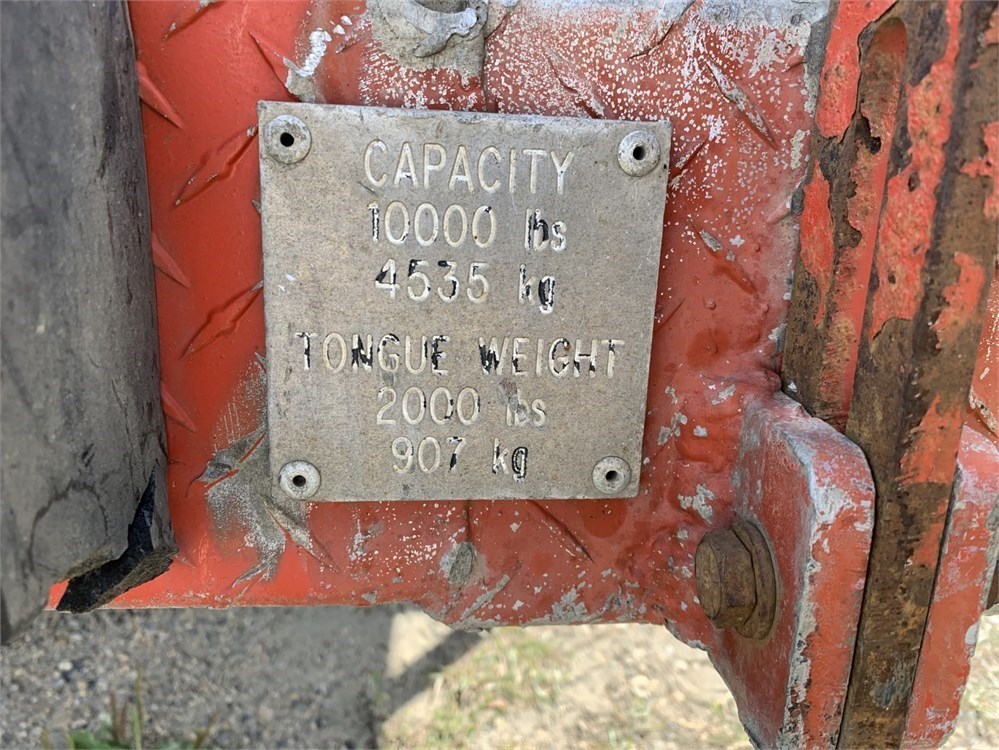 CAPACITY
10000 lbs
4535 kg
TONGUE WEIGHT
2000 lbs
907 kg